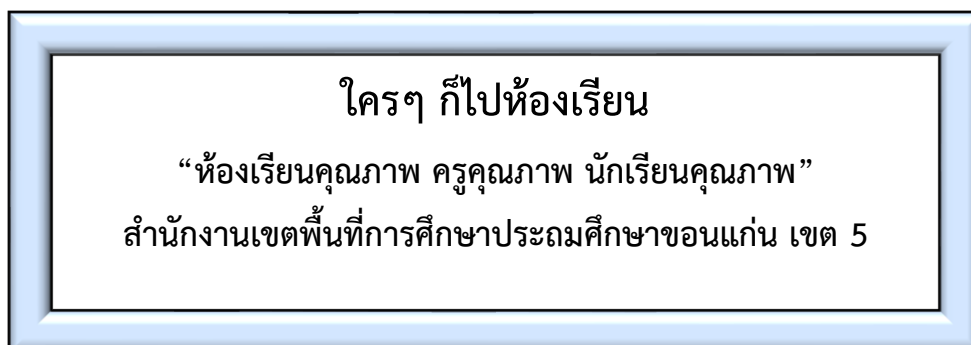 ใครๆ ก็ไปห้องเรียน
“ห้องเรียนคุณภาพ ครูคุณภาพ นักเรียนคุณภาพ”
สำนักงานเขตพื้นที่การศึกษาประถมศึกษาขอนแก่น เขต 5